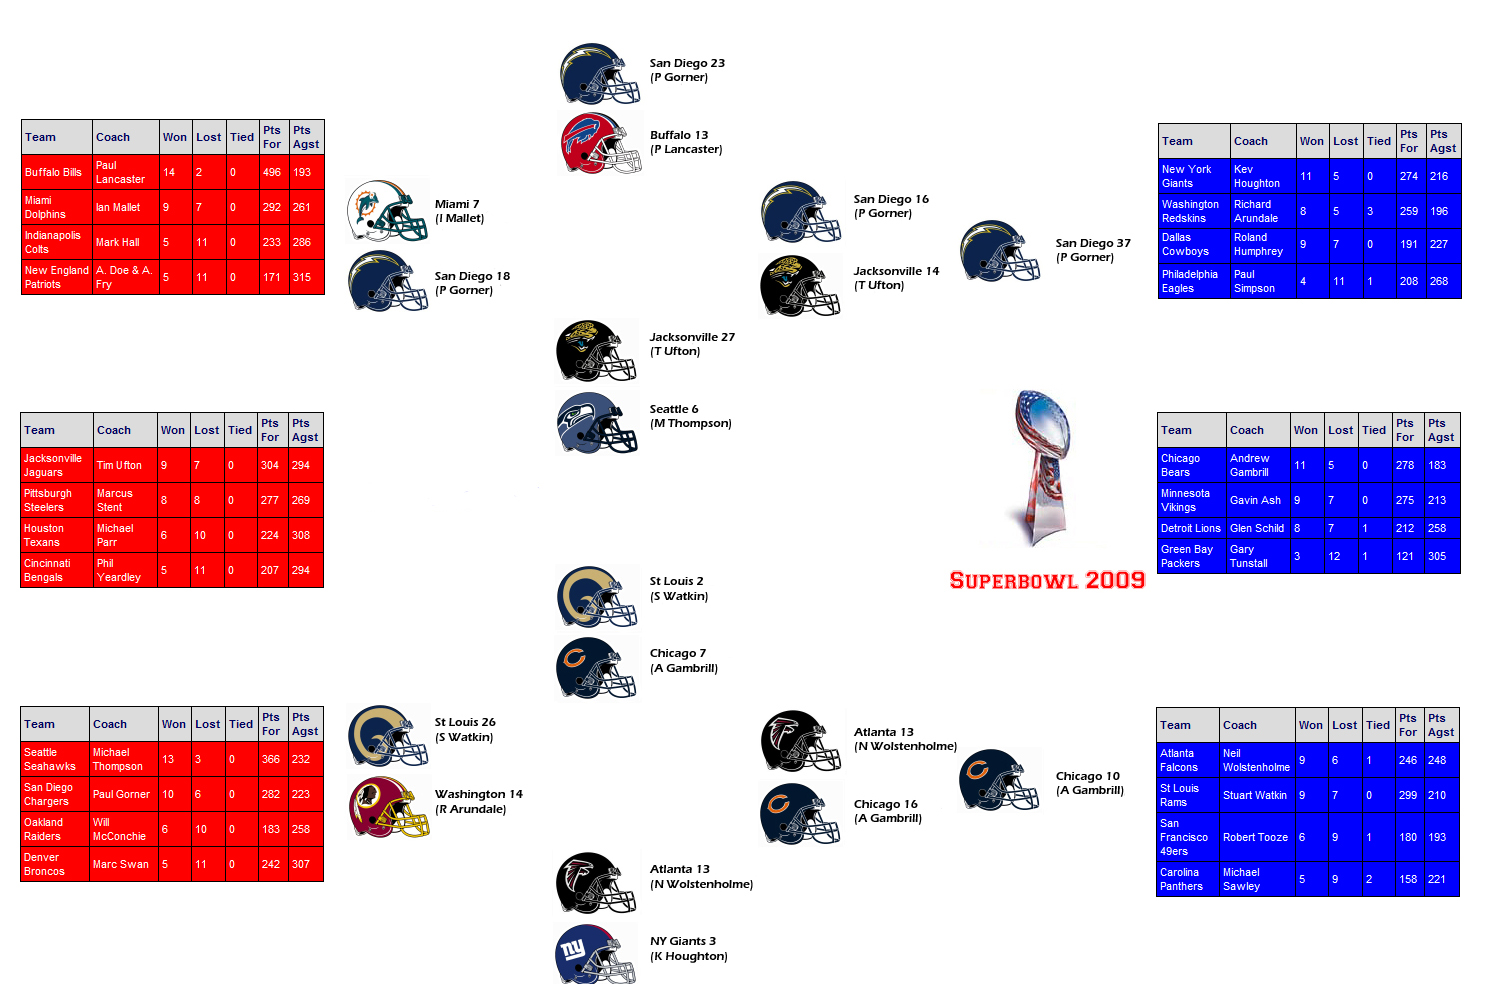 San Diego 23
(P Gorner)
Buffalo 13
(P Lancaster)
Team Coach Won Lost Tied Pts For Pts Agst
Buffalo Bills Paul Lancaster 14 2 0 496 193
Miami Dolphins Ian Mallet 9 7 0 292 261
Indianapolis Colts Mark Hall 5 11 0 233 286
New England Patriots A. Doe & A. Fry 5 11 0 171 315
Miami 7
(I Mallet)
San Diego 18
(P Gorner)
San Diego 16
(P Gorner)
Jacksonville 14
(T Ufton)
San Diego 37
(P Gorner)
Team Coach Won Lost Tied Pts For Pts Agst
New York Giants Kev Houghton 11 5 0 274 216
Washington Redskins Richard Arundale 8 5 3 259 196
Dallas Cowboys Roland Humphrey 9 7 0 191 227
Philadelphia Eagles Paul Simpson 4 11 1 208 268
Jacksonville 27
(T Ufton)
Seattle 6
(M Thompson)
Team Coach Won Lost Tied Pts For Pts Agst
Jacksonville Jaguars Tim Ufton 9 7 0 304 294
Pittsburgh Steelers Marcus Stent 8 8 0 277 269
Houston Texans Michael Parr 6 10 0 224 308
Cincinnati Bengals Phil Yeardley 5 11 0 207 294
Team Coach Won Lost Tied Pts For Pts Agst
Chicago Bears Andrew Gambrill 11 5 0 278 183
Minnesota Vikings Gavin Ash 9 7 0 275 213
Detroit Lions Glen Schild 8 7 1 212 258
Green Bay Packers Gary Tunstall 3 12 1 121 305
Superbowl 2009
St Louis 2
(S Watkin)
Chicago 7
(A Gambrill)
Team Coach Won Lost Tied Pts For Pts Agst
Seattle Seahawks Michael Thompson 13 3 0 366 232
San Diego Chargers Paul Gorner 10 6 0 282 223
Oakland Raiders Will McConchie 6 10 0 183 258
Denver Broncos Marc Swan 5 11 0 242 307
St Louis 26
(S Watkin)
Washington 14
(R Arundale)
Atlanta 13
(N Wolstenholme)
Chicago 16
(A Gambrill)
Chicago 10
(A Gambrill)
Team Coach Won Lost Tied Pts For Pts Agst
Atlanta Falcons Neil Wolstenholme 9 6 1 246 248
St Louis Rams Stuart Watkin 9 7 0 299 210
San Francisco 49ers Robert Tooze 6 9 1 180 193
Carolina Panthers Michael Sawley 5 9 2 158 221
Atlanta 13
(N Wolstenholme)
ny
NY Giants 3
(K Houghton)